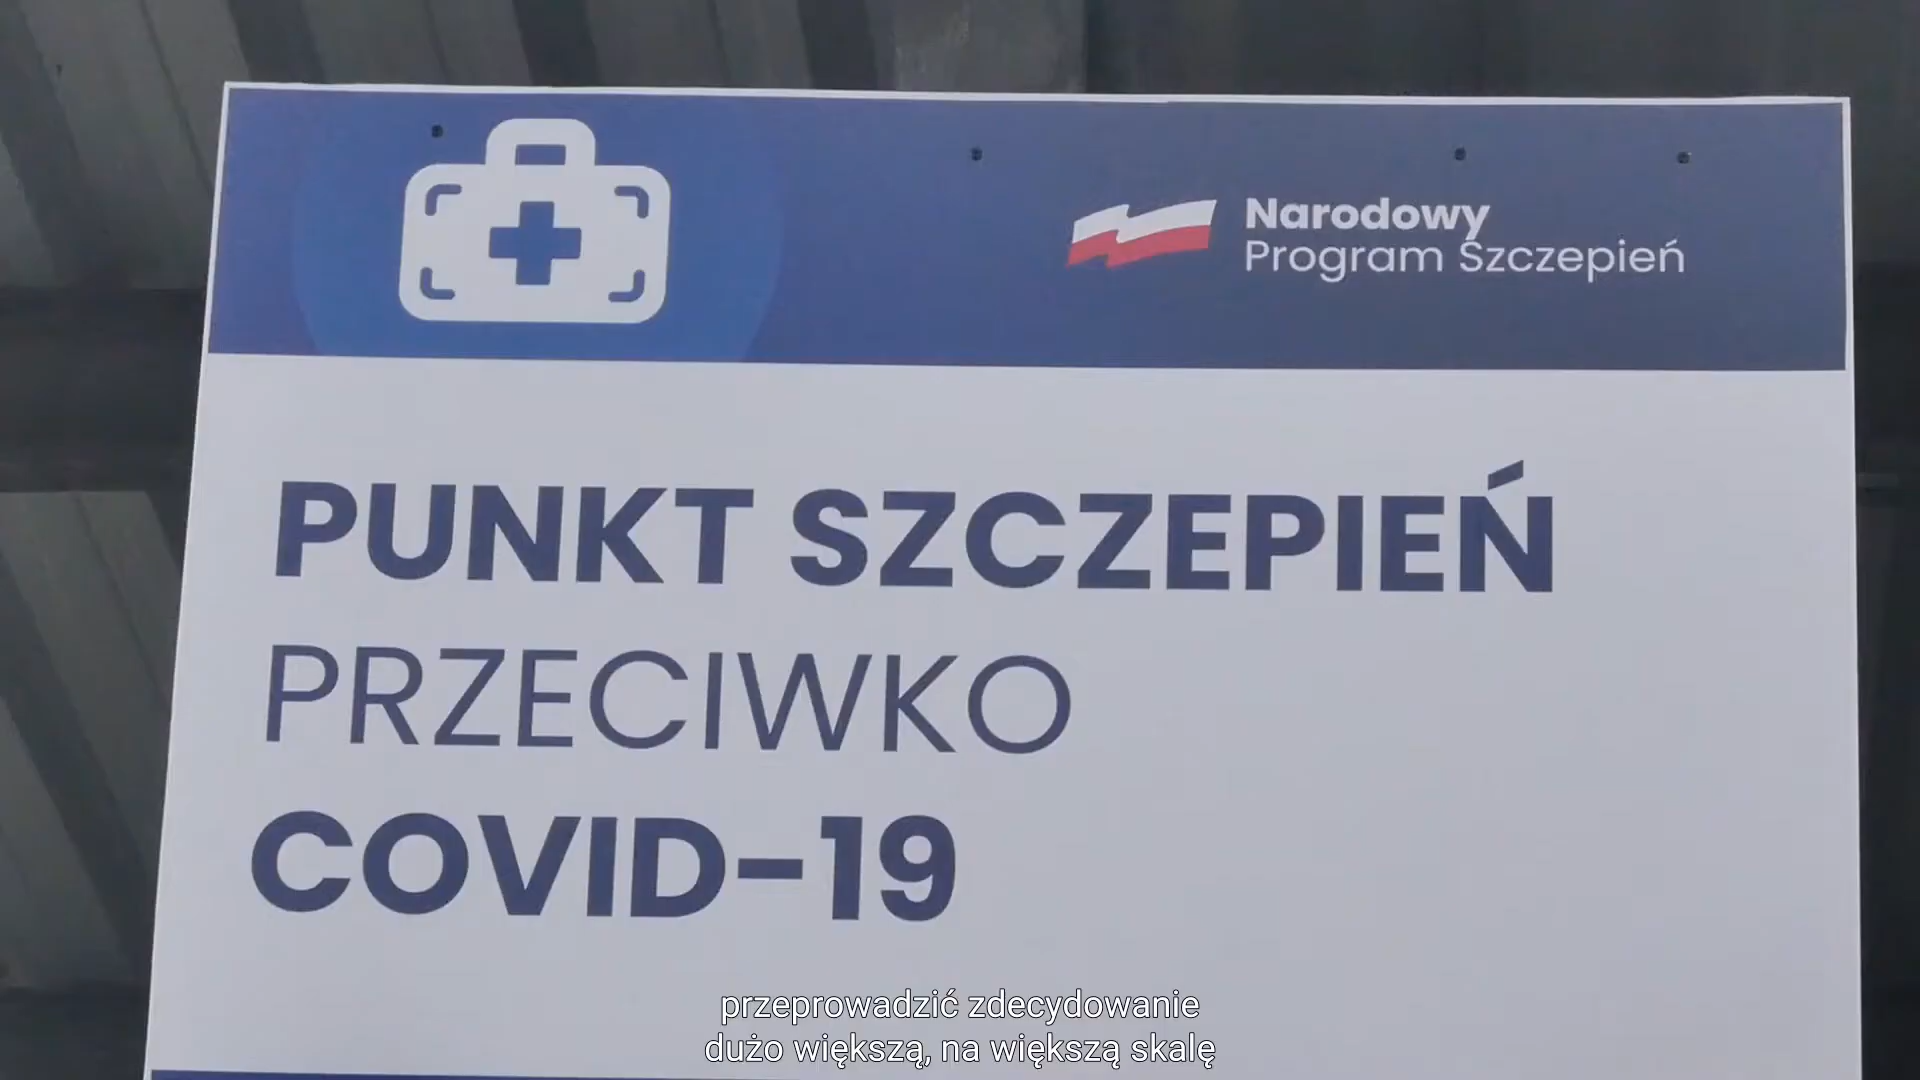 Narodowy
Program Szczepień
PUNKT SZCZEPIEŃ
PRZECIWKO
COVID-19
przeprowadzić zdecydowanie
dużo większą, na większą skalę